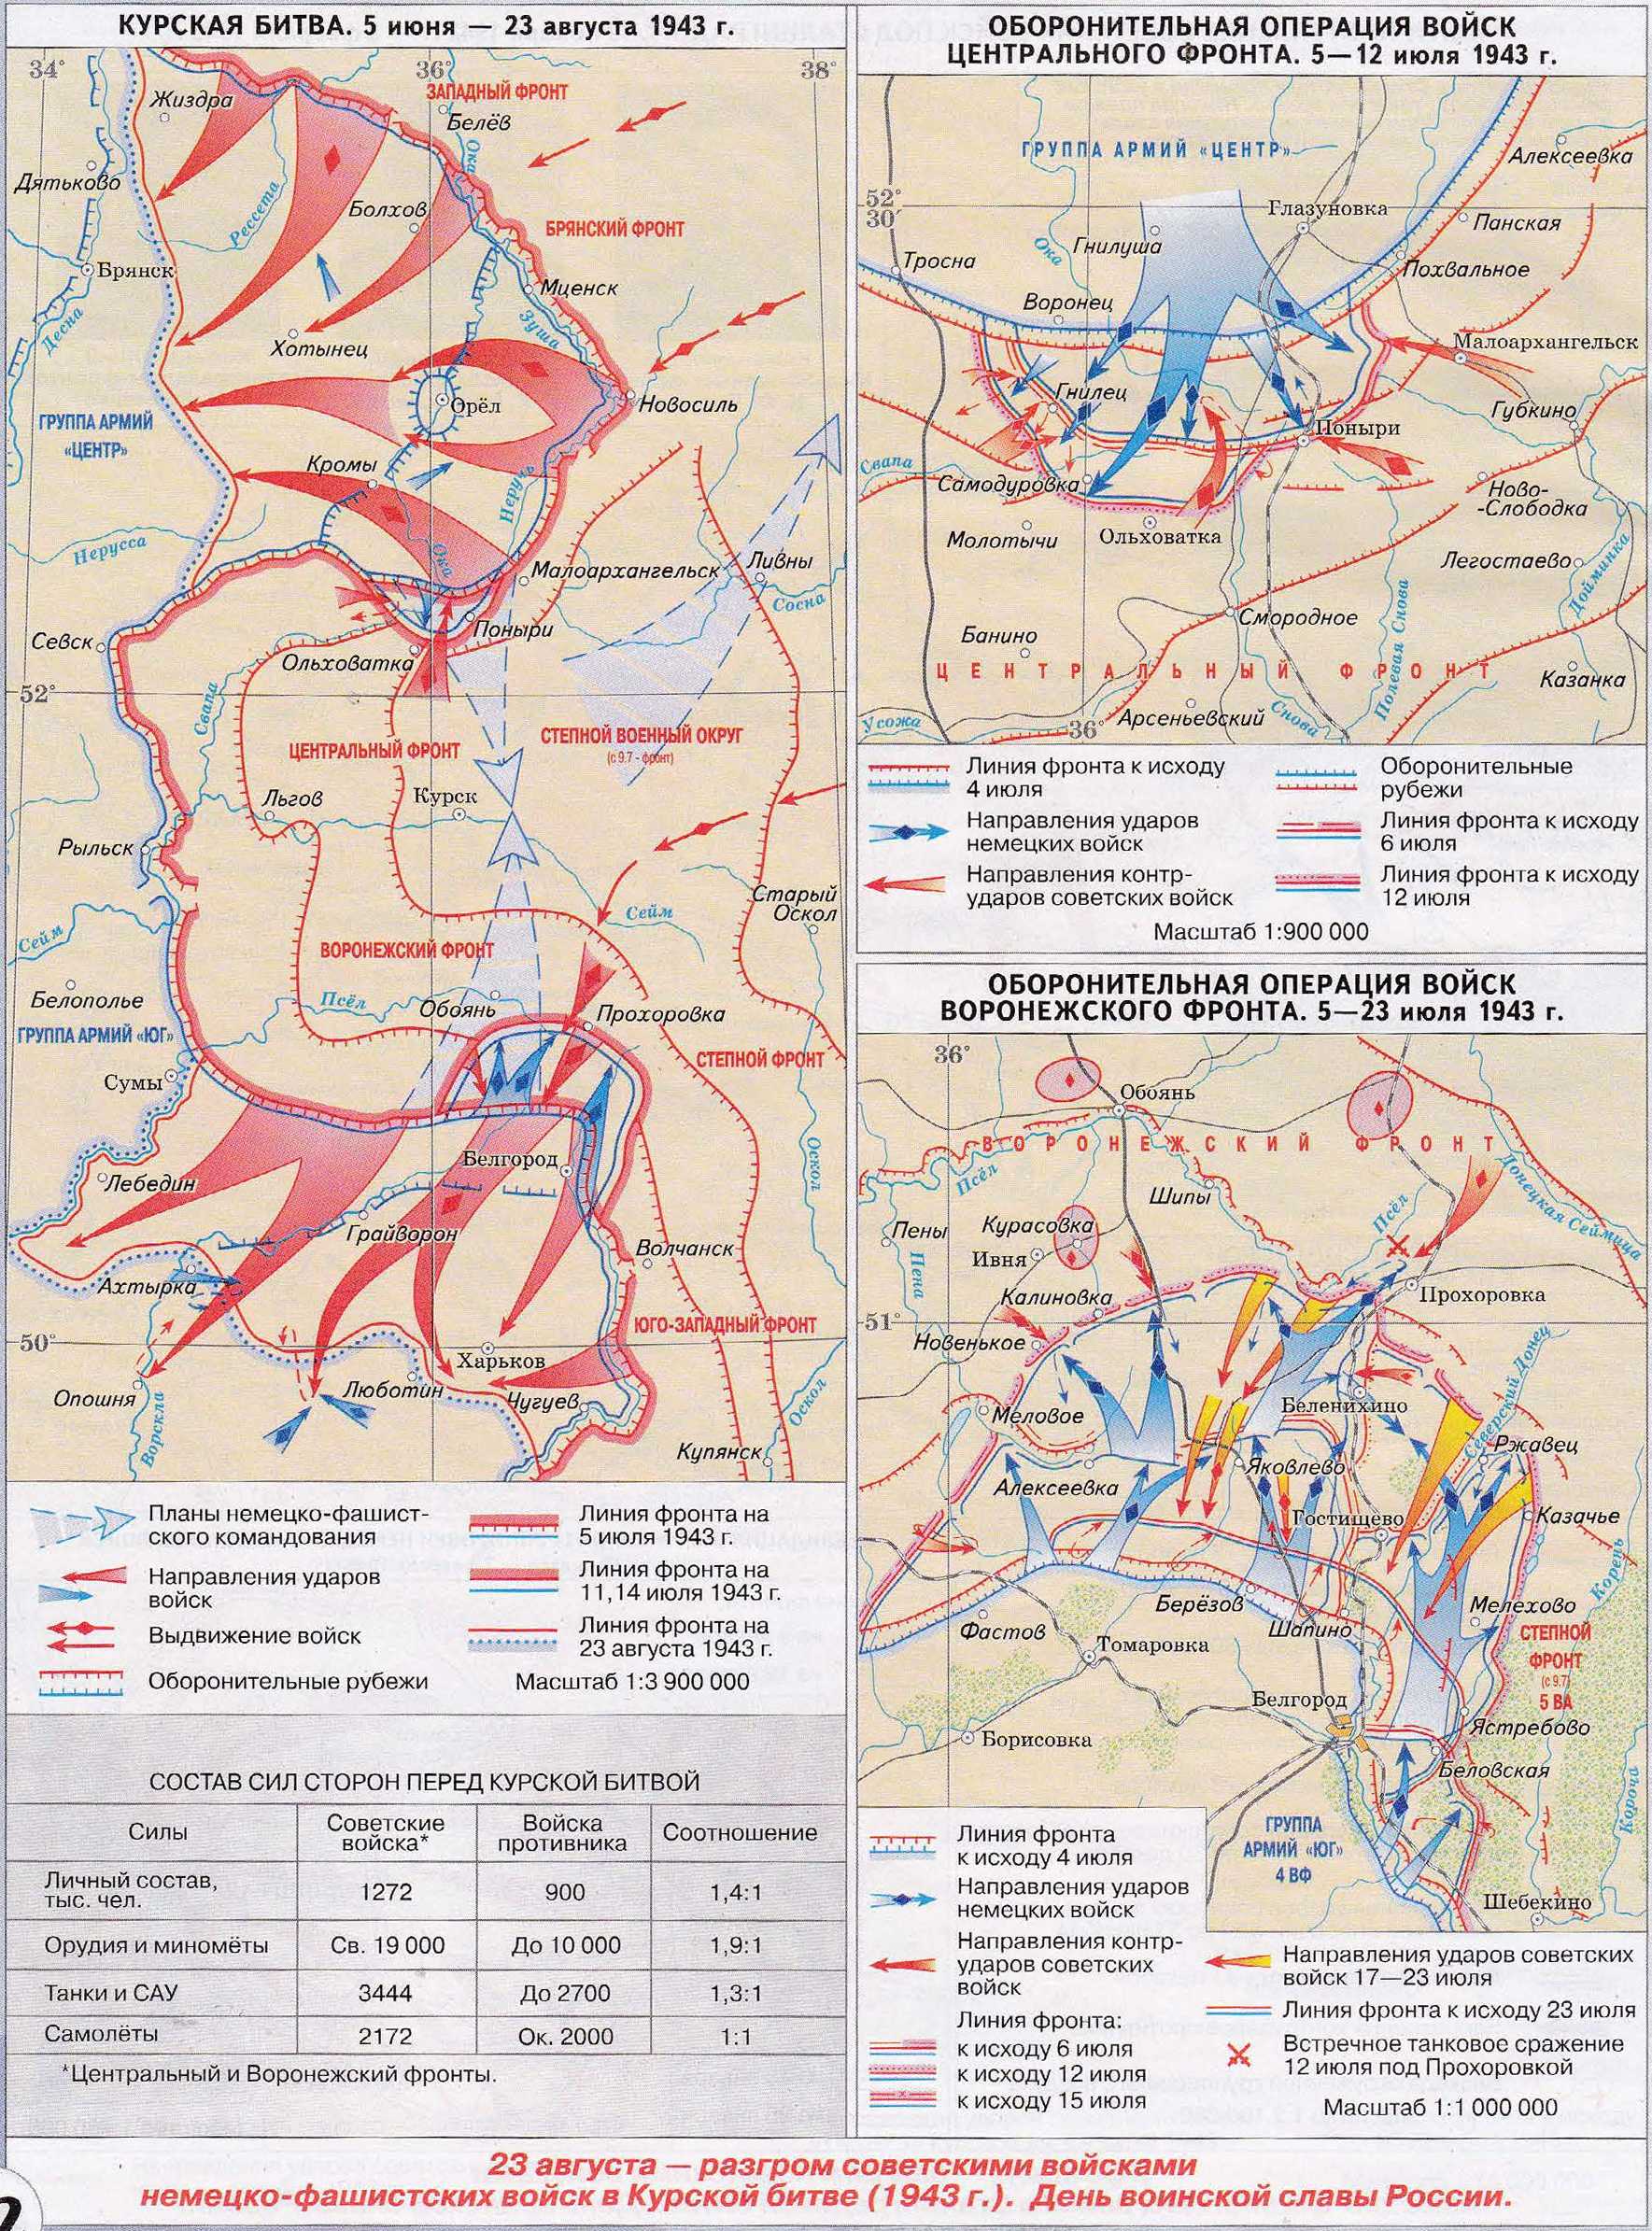 КУРСКАЯ БИТВА. 5 июня — 23 августа 1943 г.
34°
36°
38°
ЗАПАДНЫЙ ФРОНТ
Жиздра
Белёв
Ока
Дятьково
Рессета
Болхов
БРЯНСКИЙ ФРОНТ
Брянск
Мценск
Десна
Зуша
Хотынец
Орёл
Новосиль
ГРУППА АРМИЙ
«ЦЕНТР»
Кромы
Неручь
Нерусса
Ока
Малоархангельск
Ливны
Сосна
Севск
Поныри
Ольховатка
52°
Свапа
ЦЕНТРАЛЬНЫЙ ФРОНТ
СТЕПНОЙ ВОЕННЫЙ ОКРУГ
(с 9.7 - фронт)
Льгов
Курск
Рыльск
Старый
Оскол
Сейм
Сейм
ВОРОНЕЖСКИЙ ФРОНТ
Белополье
Псёл
Обоянь
Прохоровка
ГРУППА АРМИЙ «ЮГ»
СТЕПНОЙ ФРОНТ
Сумы
Оскол
Белгород
Лебедин
Грайворон
Волчанск
Ахтырка
50°
ЮГО-ЗАПАДНЫЙ ФРОНТ
Харьков
Опошня
Люботин
Чугуев
Оскол
Ворскла
Купянск
Планы немецко-фашист-
ского командования
Направления ударов
войск
Выдвижение войск
Оборонительные рубежи
Линия фронта на
5 июля 1943 г.
Линия фронта на
11,14 июля 1943 г.
Линия фронта на
23 августа 1943 г.
Масштаб 1:3 900 000
СОСТАВ СИЛ СТОРОН ПЕРЕД КУРСКОЙ БИТВОЙ
Силы
Советские
войска*
Войска
противника
Соотношение
Личный состав,
тыс. чел.
1272
900
1,4:1
Орудия и миномёты
Св. 19 000
До 10 000
1,9:1
Танки и САУ
3444
До 2700
1,3:1
Самолёты
2172
Ок. 2000
1:1
*Центральный и Воронежский фронты.
ОБОРОНИТЕЛЬНАЯ ОПЕРАЦИЯ ВОЙСК
ЦЕНТРАЛЬНОГО ФРОНТА. 5—12 июля 1943 г.
ГРУППА АРМИЙ «ЦЕНТР»
Алексеевка
52°
30′
Глазуновка
Панская
Ока
Гнилуша
Тросна
Похвальное
Воронец
Малоархангельск
Гнилец
Губкино
Поныри
Свапа
Самодуровка
Ново-
-Слободка
Молотычи
Ольховатка
Легостаево
Дойминка
Смородное
Банино
Полевая Снова
ЦЕНТРАЛЬНЫЙ ФРОНТ
Казанка
Усожа
36°
Арсеньевский
Снова
Линия фронта к исходу
4 июля
Направления ударов
немецких войск
Направления контр-
ударов советских войск
Оборонительные
рубежи
Линия фронта к исходу
6 июля
Линия фронта к исходу
12 июля
Масштаб 1:900 000
ОБОРОНИТЕЛЬНАЯ ОПЕРАЦИЯ ВОЙСК
ВОРОНЕЖСКОГО ФРОНТА. 5—23 июля 1943 г.
36°
Обоянь
ВОРОНЕЖСКИЙ ФРОНТ
Псёл
Шипы
Псёл
Донецкая Сеймица
Пены
Курасовка
Ивня
Пена
Калиновка
Прохоровка
51°
Новенькое
Северский Донец
Меловое
Беленихино
Ржавец
Алексеевка
Яковлево
Гостищево
Казачье
Корень
Берёзов
Мелехово
Фастов
Шапино
СТЕПНОЙ
ФРОНТ
(с 9.7)
5 ВА
Томаровка
Белгород
Ястребово
Борисовка
Беловская
Короча
ГРУППА
АРМИЙ «ЮГ»
4 ВФ
Шебекино
Линия фронта
к исходу 4 июля
Направления ударов
немецких войск
Направления контр-
ударов советских
войск
Линия фронта:
к исходу 6 июля
к исходу 12 июля
к исходу 15 июля
Направления ударов советских
войск 17—23 июля
Линия фронта к исходу 23 июля
Встречное танковое сражение
12 июля под Прохоровкой
Масштаб 1:1 000 000
23 августа — разгром советскими войсками
немецко-фашистских войск в Курской битве (1943 г.). День воинской славы России.